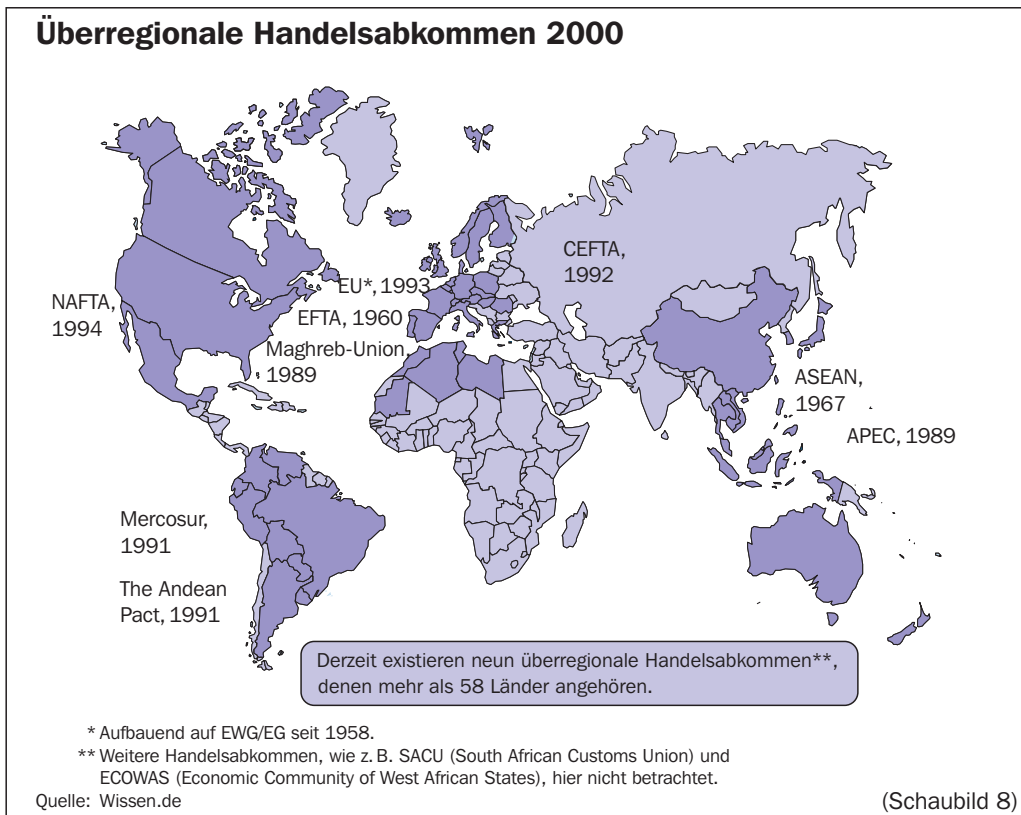 Überregionale Handelsabkommen 2000
NAFTA,
1994
EU*, 1993
EFTA, 1960
Maghreb-Union,
1989
CEFTA,
1992
ASEAN,
1967
APEC, 1989
Mercosur,
1991
The Andean
Pact, 1991
Derzeit existieren neun überregionale Handelsabkommen**,
denen mehr als 58 Länder angehören.
* Aufbauend auf EWG/EG seit 1958.
** Weitere Handelsabkommen, wie z. B. SACU (South African Customs Union) und
ECOWAS (Economic Community of West African States), hier nicht betrachtet.
Quelle: Wissen.de
(Schaubild 8)